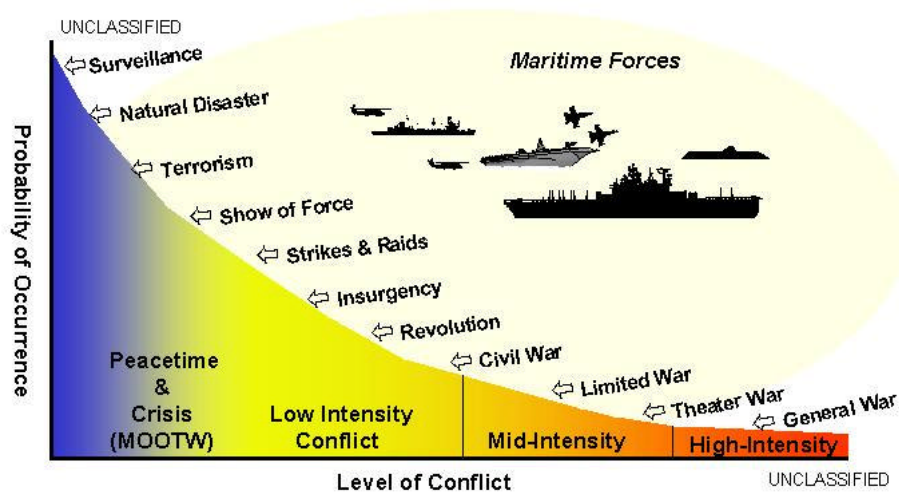 UNCLASSIFIED
Surveillance
Maritime Forces
Natural Disaster
Terrorism
Show of Force
Strikes & Raids
Insurgency
Revolution
Civil War
Limited War
Theater War
General War
Probability of Occurrence
Peacetime
&
Crisis
(MOOTW)
Low Intensity
Conflict
Mid-Intensity
High-Intensity
Level of Conflict
UNCLASSIFIED